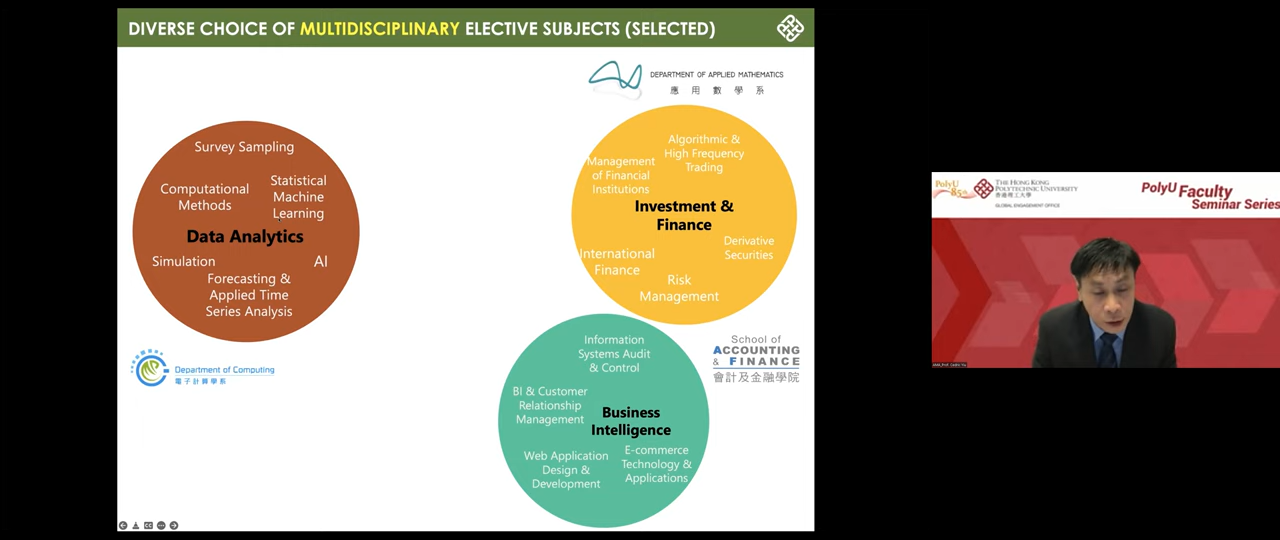 DIVERSE CHOICE OF MULTIDISCIPLINARY ELECTIVE SUBJECTS (SELECTED)
DEPARTMENT OF APPLIED MATHEMATICS
應用數學系
Survey Sampling
Computational
Methods
Statistical
Machine
Learning
Data Analytics
Simulation
AI
Forecasting &
Applied Time
Series Analysis
Department of Computing
電子計算學系
Algorithmic &
High Frequency
Trading
Management
of Financial
Institutions
Investment &
Finance
Derivative
Securities
International
Finance
Risk
Management
School of
ACCOUNTING
& FINANCE
會計及金融學院
Information
Systems Audit
& Control
BI & Customer
Relationship
Management
Business
Intelligence
Web Application
Design &
Development
E-commerce
Technology &
Applications
PolyU
85
THE HONG KONG
POLYTECHNIC UNIVERSITY
香港理工大學
GLOBAL ENGAGEMENT OFFICE
PolyU Faculty
Seminar Series